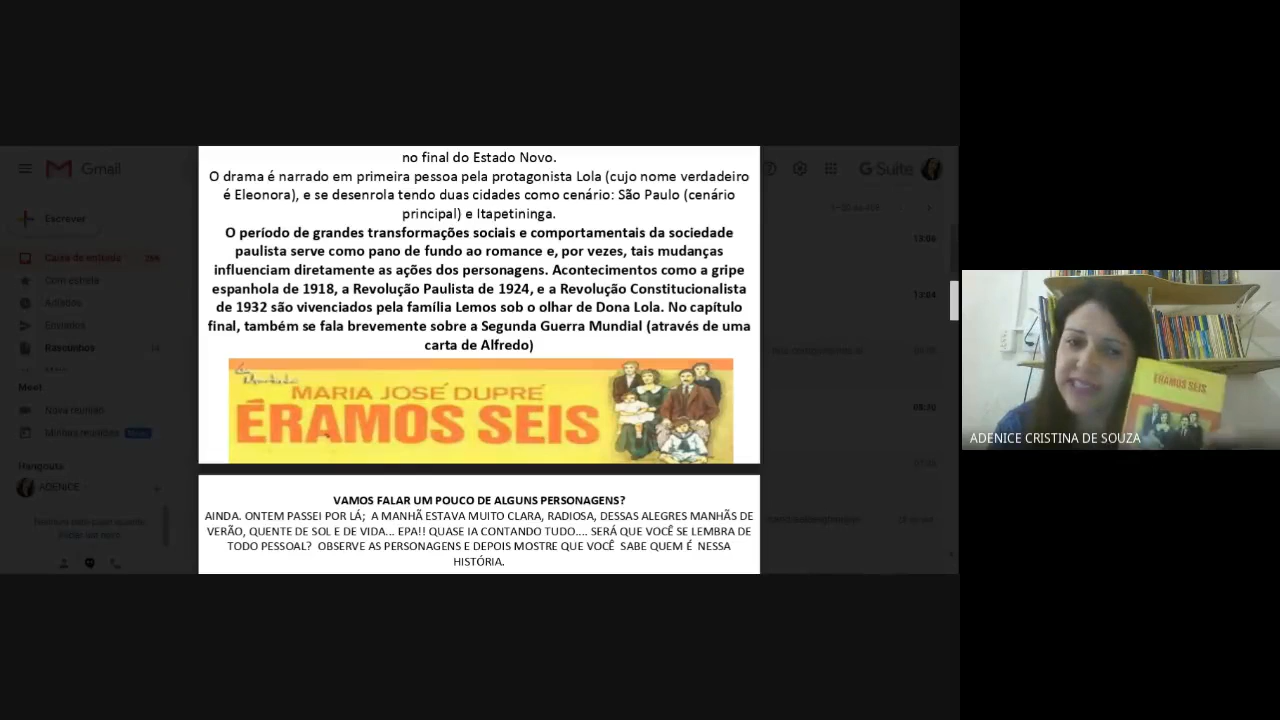 no final do Estado Novo.
O drama é narrado em primeira pessoa pela protagonista Lola (cujo nome verdadeiro
é Eleonora), e se desenrola tendo duas cidades como cenário: São Paulo (cenário
principal) e Itapetininga.
O período de grandes transformações sociais e comportamentais da sociedade
paulista serve como pano de fundo ao romance e, por vezes, tais mudanças
influenciam diretamente as ações dos personagens. Acontecimentos como a gripe
espanhola de 1918, a Revolução Paulista de 1924, e a Revolução Constitucionalista
de 1932 são vivenciados pela família Lemos sob o olhar de Dona Lola. No capítulo
final, também se fala brevemente sobre a Segunda Guerra Mundial (através de uma
carta de Alfredo)
MARIA JOSÉ DUPRÉ
ÉRAMOS SEIS
VAMOS FALAR UM POUCO DE ALGUNS PERSONAGENS?
AINDA. ONTEM PASSEI POR LÁ; A MANHÃ ESTAVA MUITO CLARA, RADIOSA, DESSAS ALEGRES MANHÃS DE
VERÃO, QUENTE DE SOL E DE VIDA... EPA!! QUASE IA CONTANDO TUDO.... SERÁ QUE VOCÊ SE LEMBRA DE
TODO PESSOAL? OBSERVE AS PERSONAGENS E DEPOIS MOSTRE QUE VOCÊ SABE QUEM É NESSA
HISTÓRIA.
Gmail
Escrever
Caixa de entrada
Com estrela
Adiados
Enviados
Rascunhos
Meet
Nova reunião
Minhas reuniões
Hangouts
ADENICE
G Suite
13:06
13:04
ÉRAMOS SEIS
ADENICE CRISTINA DE SOUZA